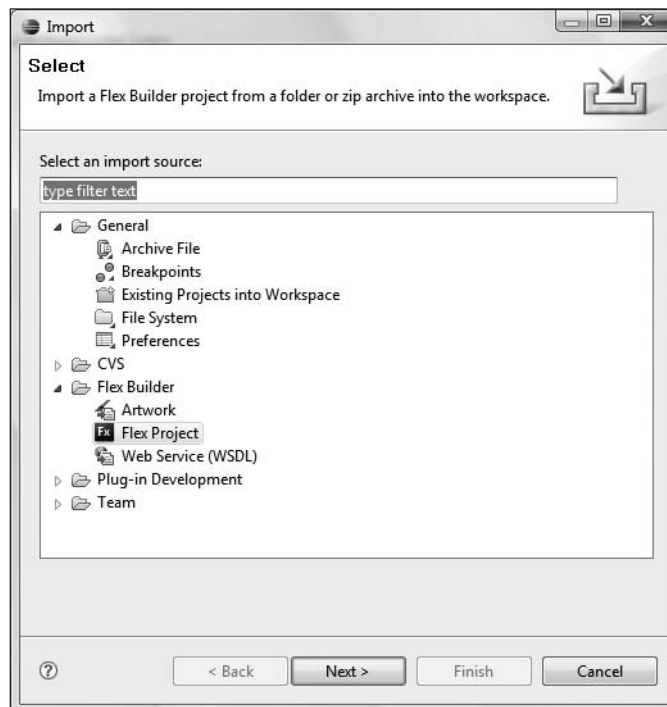 Import
Select
Import a Flex Builder project from a folder or zip archive into the workspace.
Select an import source:
type filter text
General
Archive File
Breakpoints
Existing Projects into Workspace
File System
Preferences
CVS
Flex Builder
Artwork
Fx Flex Project
Web Service (WSDL)
Plug-in Development
Team
? < Back Next > Finish Cancel